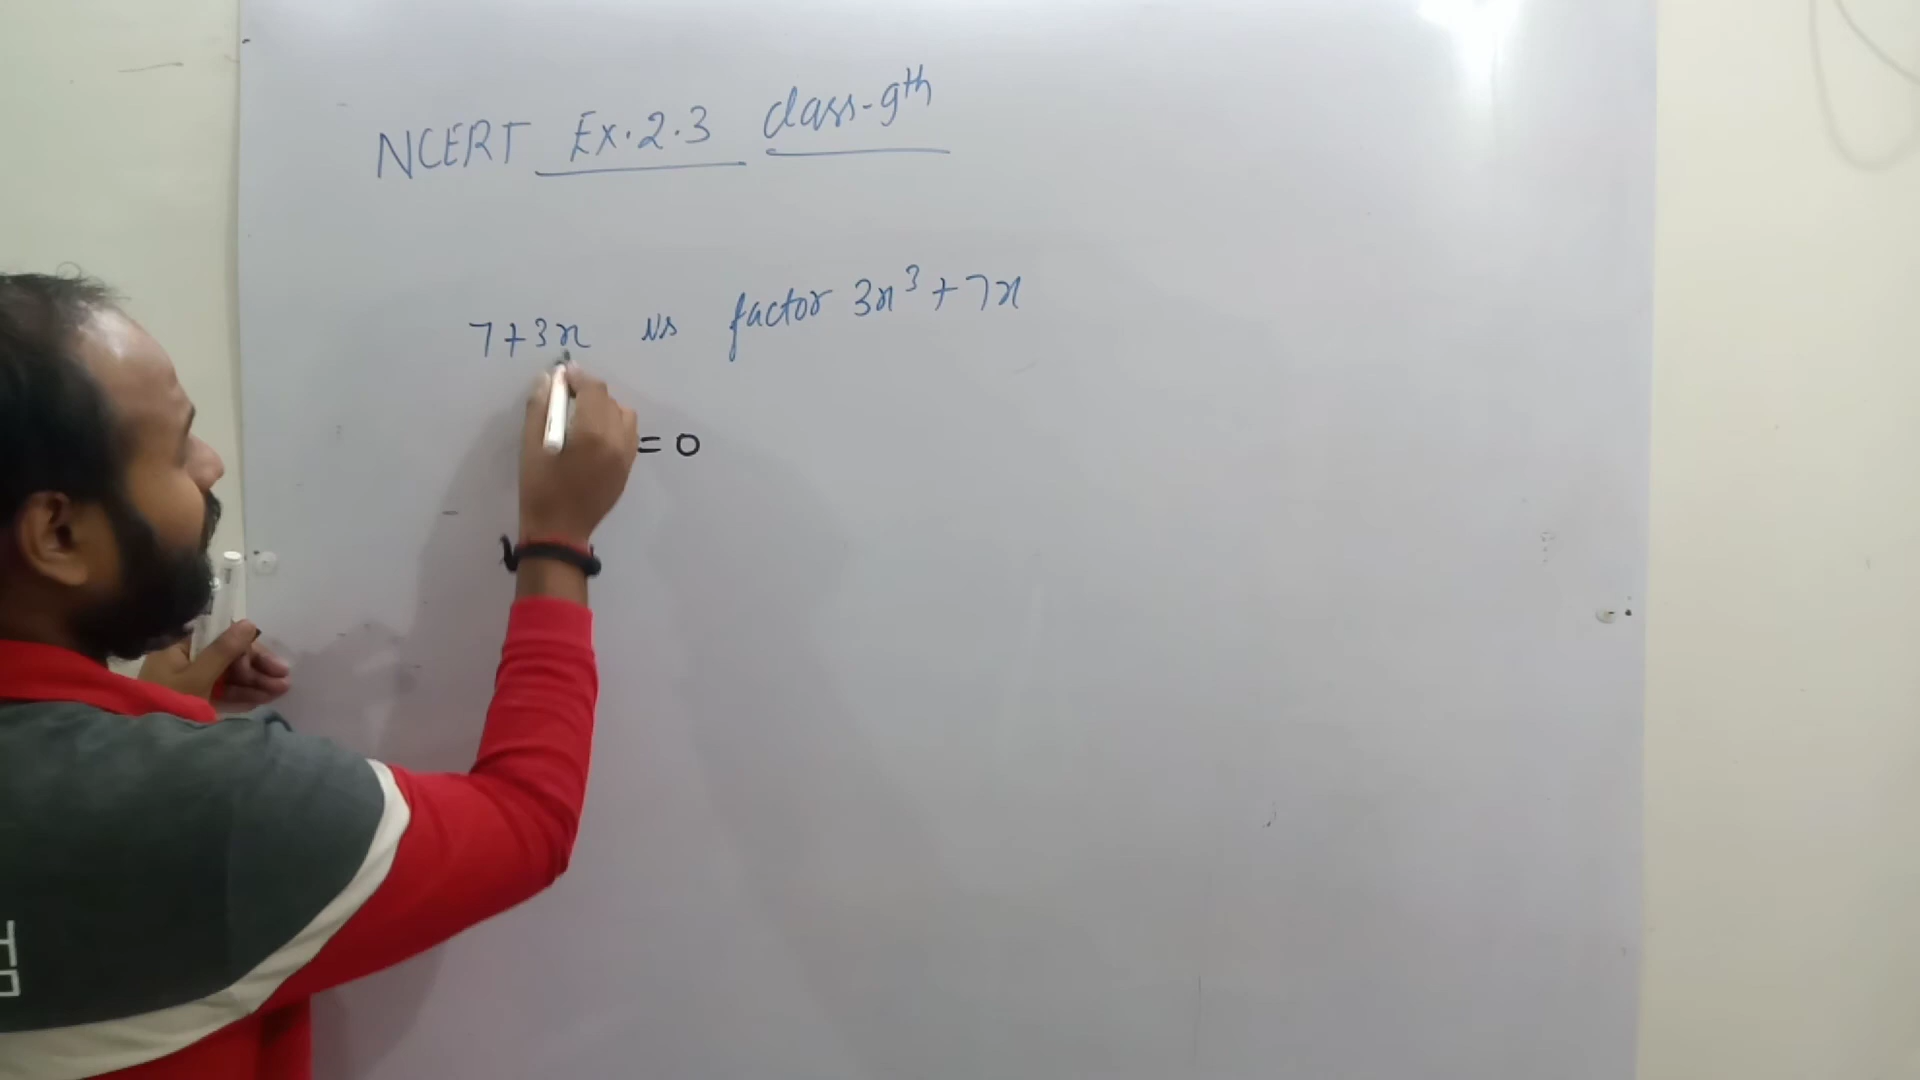 NCERT Ex.2.3 class-9th
7+3x is factor 3x³+7x
= 0